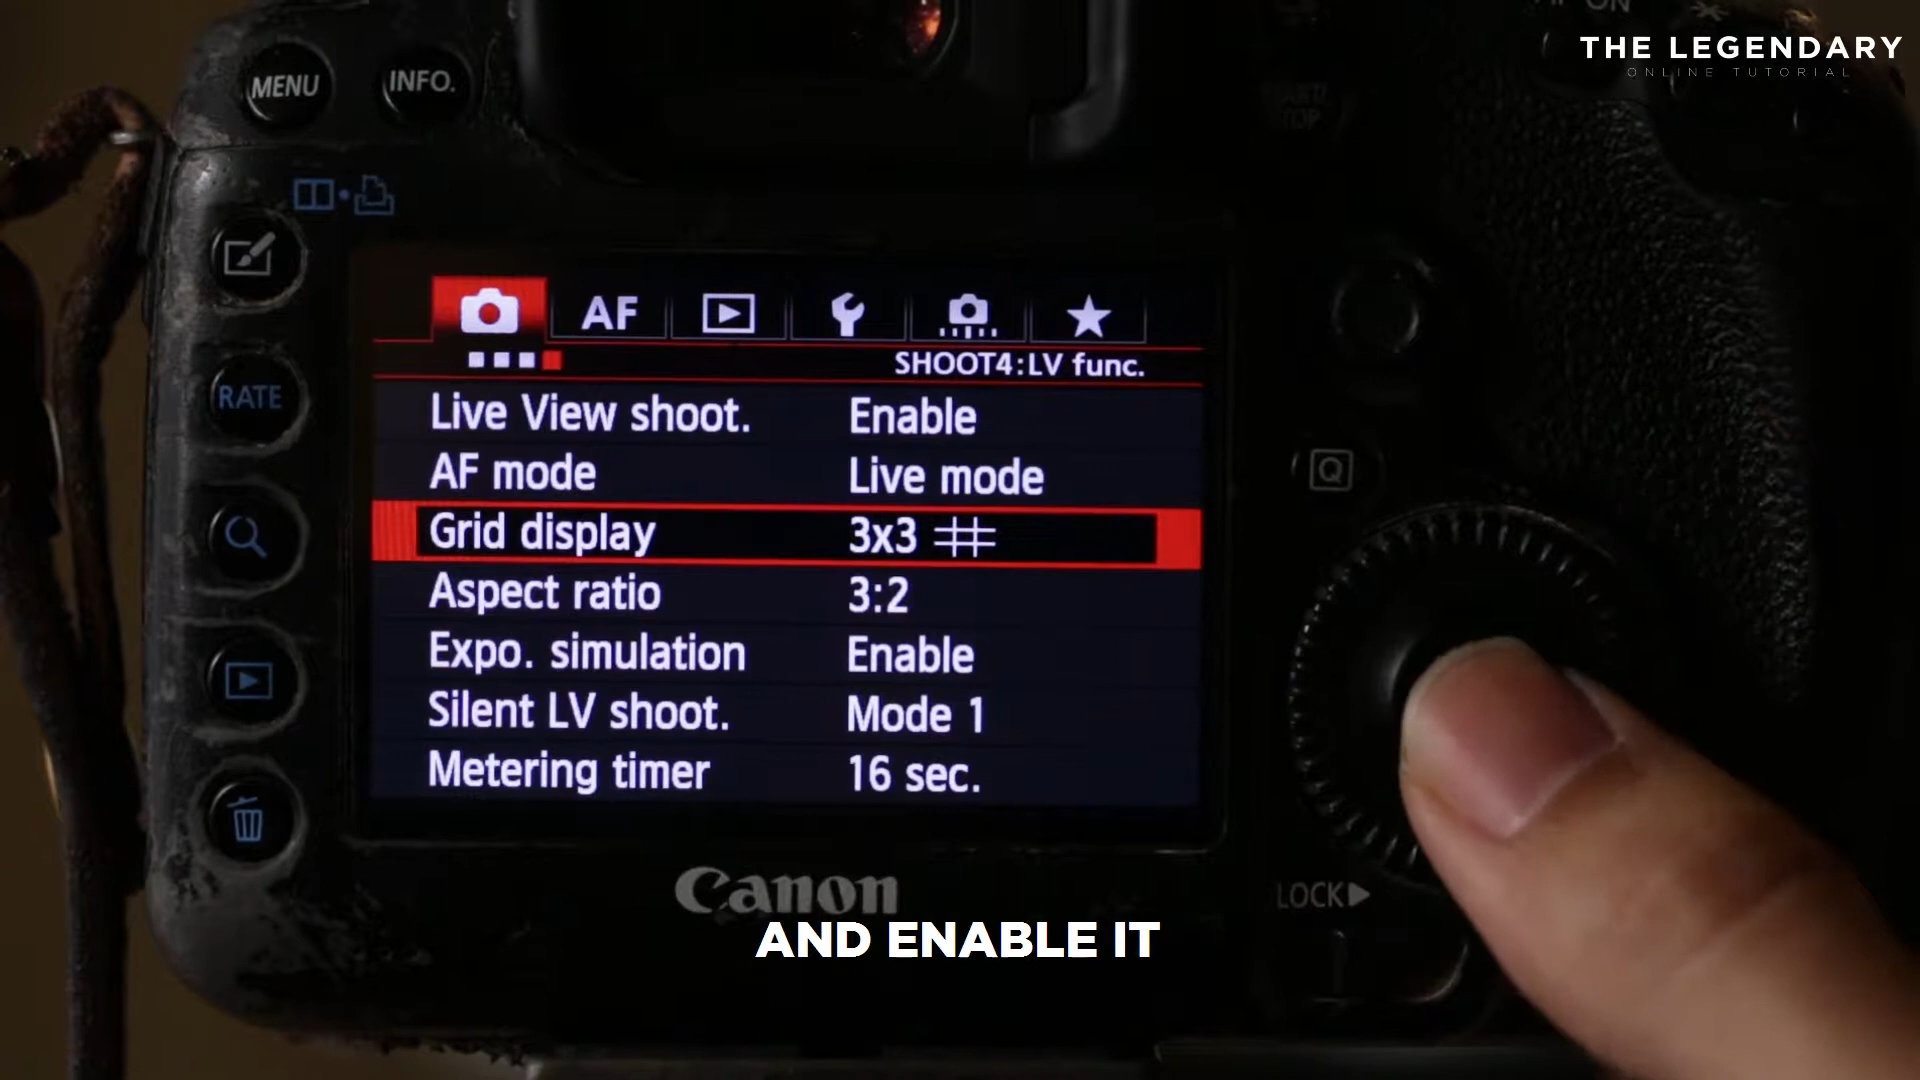 THE LEGENDARY
ONLINE TUTORIAL
MENU
INFO.
RATE
AF
SHOOT4:LV func.
Live View shoot. Enable
AF mode Live mode
Grid display 3x3
Aspect ratio 3:2
Expo. simulation Enable
Silent LV shoot. Mode 1
Metering timer 16 sec.
Q
LOCK
Canon
AND ENABLE IT